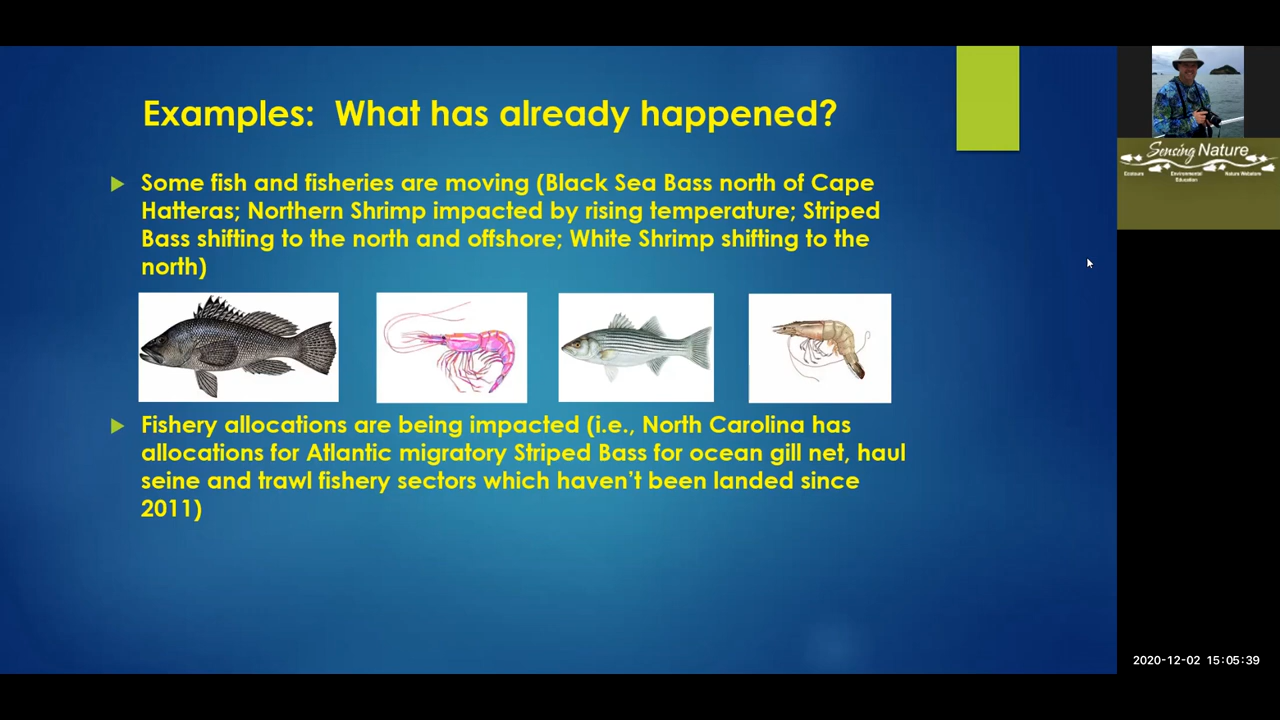 Examples:  What has already happened?
Some fish and fisheries are moving (Black Sea Bass north of Cape
Hatteras; Northern Shrimp impacted by rising temperature; Striped
Bass shifting to the north and offshore; White Shrimp shifting to the
north)
Fishery allocations are being impacted (i.e., North Carolina has
allocations for Atlantic migratory Striped Bass for ocean gill net, haul
seine and trawl fishery sectors which haven't been landed since
2011)
Sensing Nature
Ecotours
Environmental
Education
Nature Webinars
2020-12-02 15:05:39